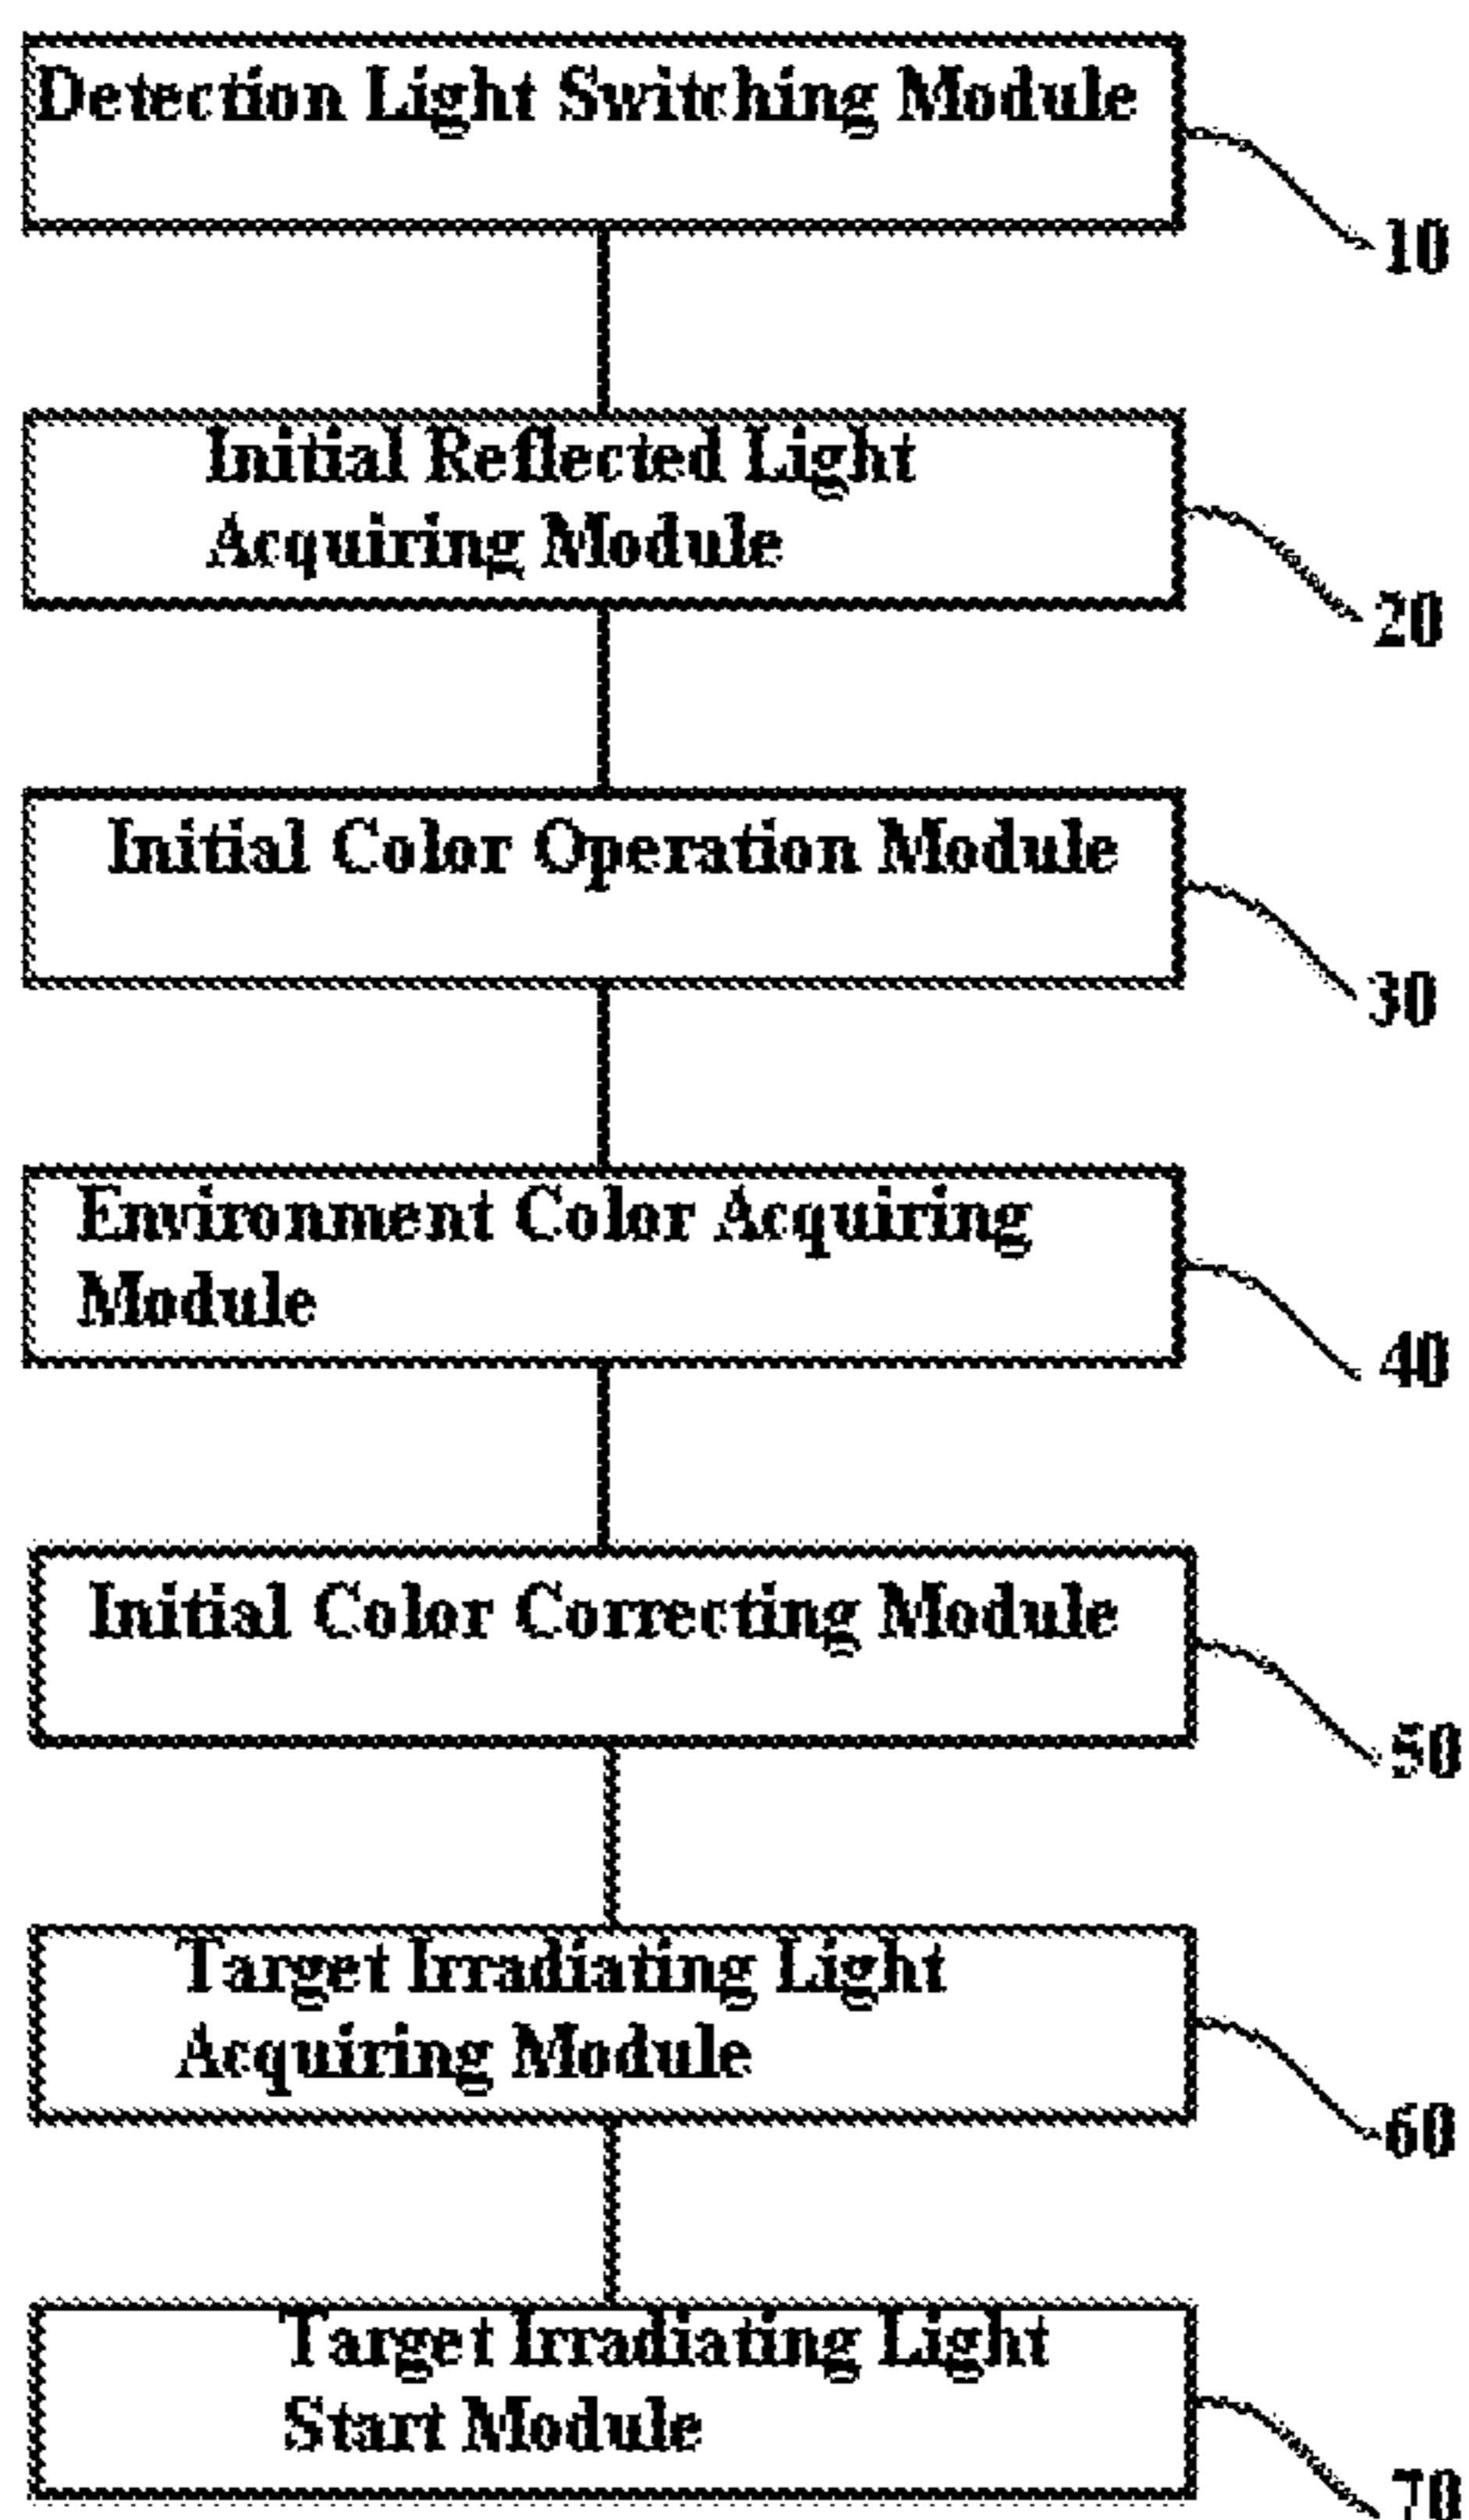 Detection Light Switching Module
10
Initial Reflected Light
Acquiring Module
20
Initial Color Operation Module
30
Environment Color Acquiring
Module
40
Initial Color Correcting Module
50
Target Irradiating Light
Acquiring Module
60
Target Irradiating Light
Start Module
70